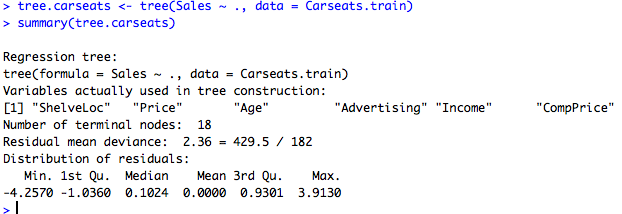 > tree.carseats <- tree(Sales ~ ., data = Carseats.train)
> summary(tree.carseats)
Regression tree:
tree(formula = Sales ~ ., data = Carseats.train)
Variables actually used in tree construction:
[1] "ShelveLoc" "Price" "Age" "Advertising" "Income" "CompPrice"
Number of terminal nodes: 18
Residual mean deviance: 2.36 = 429.5 / 182
Distribution of residuals:
Min. 1st Qu. Median Mean 3rd Qu. Max.
-4.2570 -1.0360 0.1024 0.0000 0.9301 3.9130
>